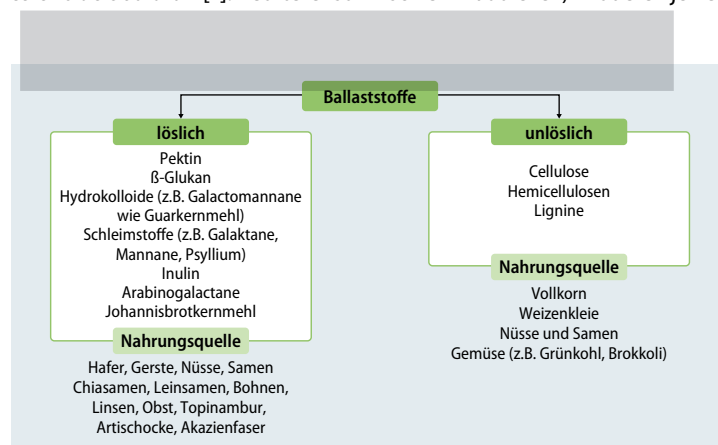 Ballaststoffe
löslich
Pektin
ß-Glukan
Hydrokolloide (z.B. Galactomannane
wie Guarkernmehl)
Schleimstoffe (z.B. Galaktane,
Mannane, Psyllium)
Inulin
Arabinogalactane
Johannisbrotkernmehl
Nahrungsquelle
Hafer, Gerste, Nüsse, Samen
Chiasamen, Leinsamen, Bohnen,
Linsen, Obst, Topinambur,
Artischocke, Akazienfaser
unlöslich
Cellulose
Hemicellulosen
Lignine
Nahrungsquelle
Vollkorn
Weizenkleie
Nüsse und Samen
Gemüse (z.B. Grünkohl, Brokkoli)